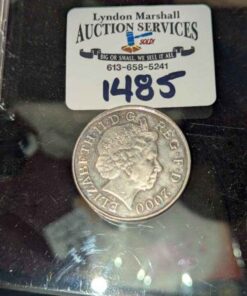 Lyndon Marshall
AUCTION SERVICES
SOLD!
BIG OR SMALL, WE SELL IT ALL
613-658-5241
1485
ELIZABETH·II·D·G REG·F·D·2000